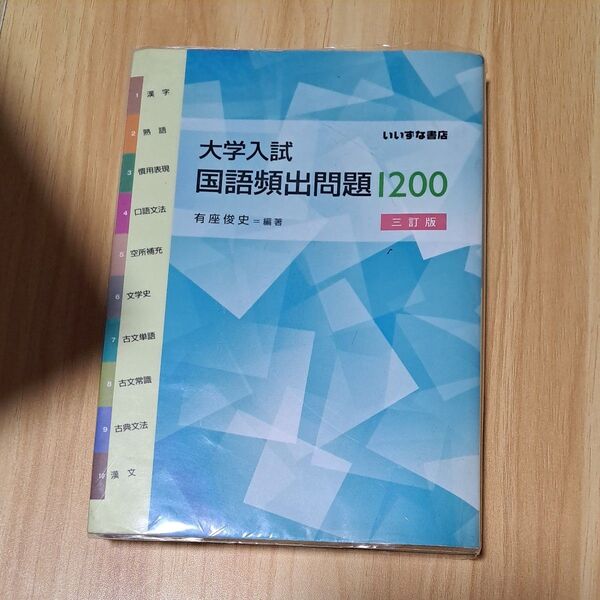 いいずな書店
大学入試
国語頻出問題1200
有座俊史＝編著
三訂版
1 漢字
2 熟語
3 慣用表現
4 口語文法
5 空所補充
6 文学史
7 古文単語
8 古文常識
9 古典文法
10 漢文